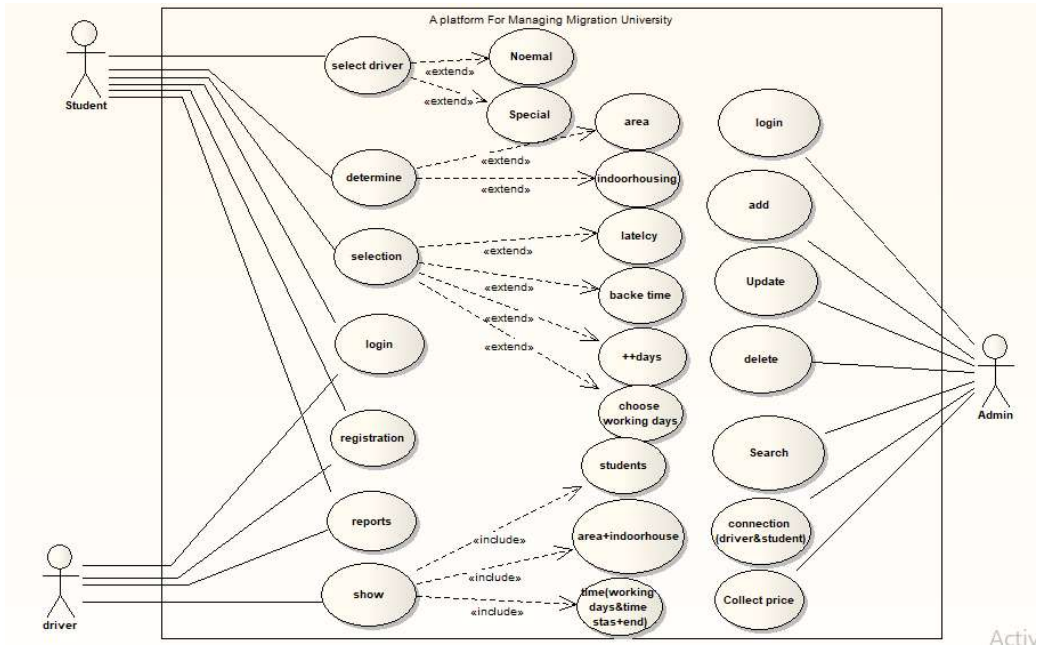 A platform For Managing Migration University
Student
select driver
«extend»
Noemal
«extend»
Special
determine
«extend»
area
«extend»
indoorhousing
selection
«extend»
latelcy
«extend»
backe time
«extend»
++days
«extend»
choose
working days
login
registration
reports
show
«include»
students
«include»
area+indoorhouse
«include»
time(working
days&time
stas+end)
driver
login
add
Update
delete
Search
connection
(driver&student)
Collect price
Admin
Activ